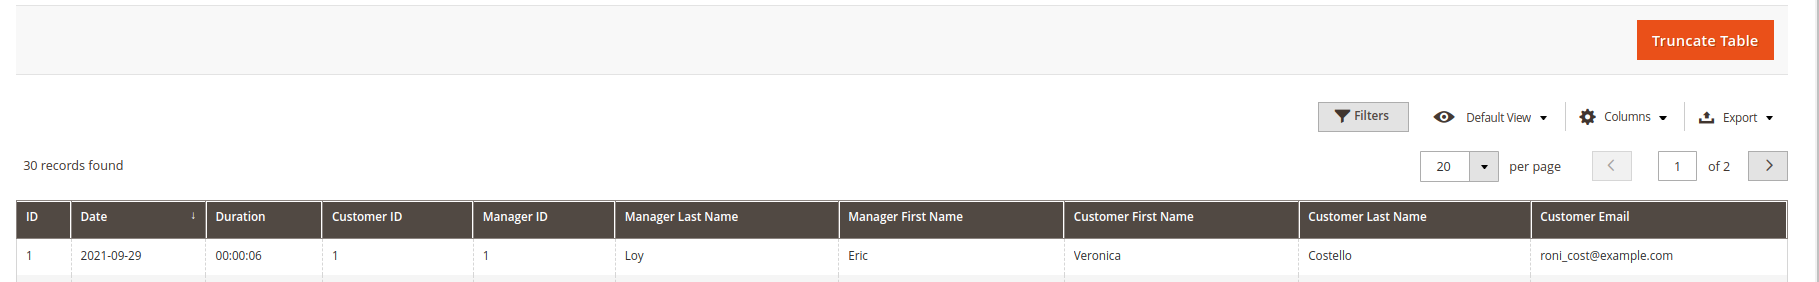 Truncate Table
Filters Default View Columns Export
30 records found 20 per page 1 of 2
ID Date ↓ Duration Customer ID Manager ID Manager Last Name Manager First Name Customer First Name Customer Last Name Customer Email
1 2021-09-29 00:00:06 1 1 Loy Eric Veronica Costello roni_cost@example.com